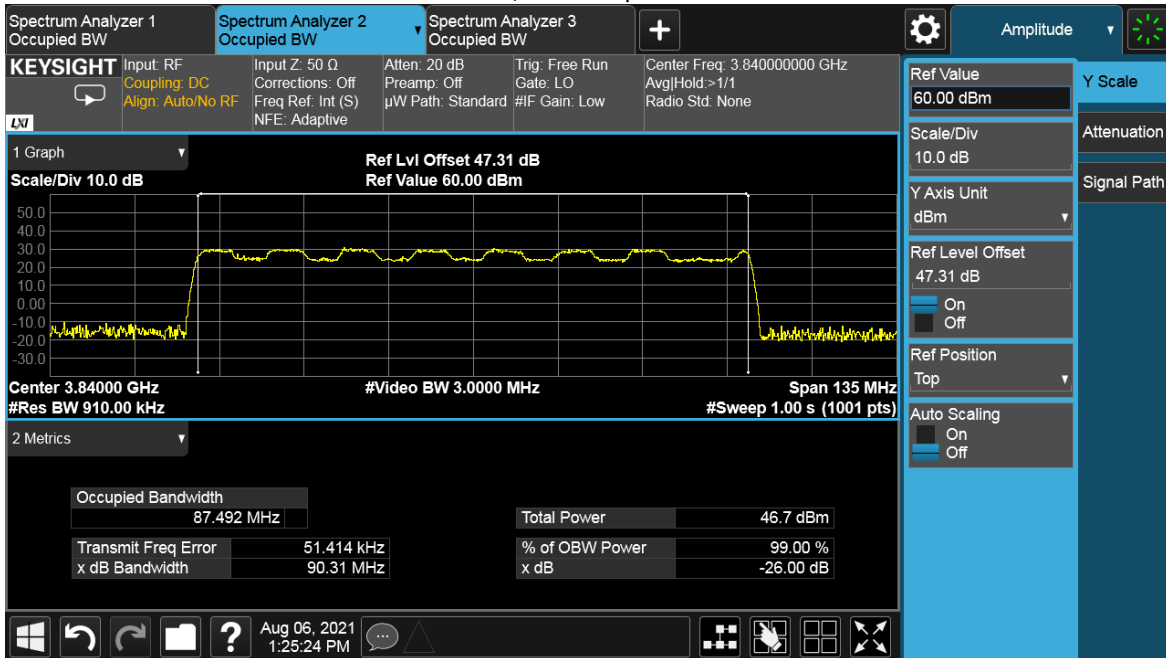 Spectrum Analyzer 1
Occupied BW
Spectrum Analyzer 2
Occupied BW
Spectrum Analyzer 3
Occupied BW
+
Amplitude
KEYSIGHT
LXI
Input: RF
Coupling: DC
Align: Auto/No RF
Input Z: 50 Ω
Corrections: Off
Freq Ref: Int (S)
NFE: Adaptive
Atten: 20 dB
Preamp: Off
µW Path: Standard
Trig: Free Run
Gate: LO
#IF Gain: Low
Center Freq: 3.840000000 GHz
Avg|Hold:>1/1
Radio Std: None
1 Graph
Scale/Div 10.0 dB
Ref Lvl Offset 47.31 dB
Ref Value 60.00 dBm
50.0
40.0
30.0
20.0
10.0
0.00
-10.0
-20.0
-30.0
Center 3.84000 GHz
#Res BW 910.00 kHz
#Video BW 3.0000 MHz
Span 135 MHz
#Sweep 1.00 s (1001 pts)
2 Metrics
Occupied Bandwidth
87.492 MHz
Transmit Freq Error 51.414 kHz
x dB Bandwidth 90.31 MHz
Total Power 46.7 dBm
% of OBW Power 99.00 %
x dB -26.00 dB
?
Aug 06, 2021
1:25:24 PM
Ref Value
60.00 dBm
Scale/Div
10.0 dB
Y Axis Unit
dBm
Ref Level Offset
47.31 dB
On
Off
Ref Position
Top
Auto Scaling
On
Off
Y Scale
Attenuation
Signal Path